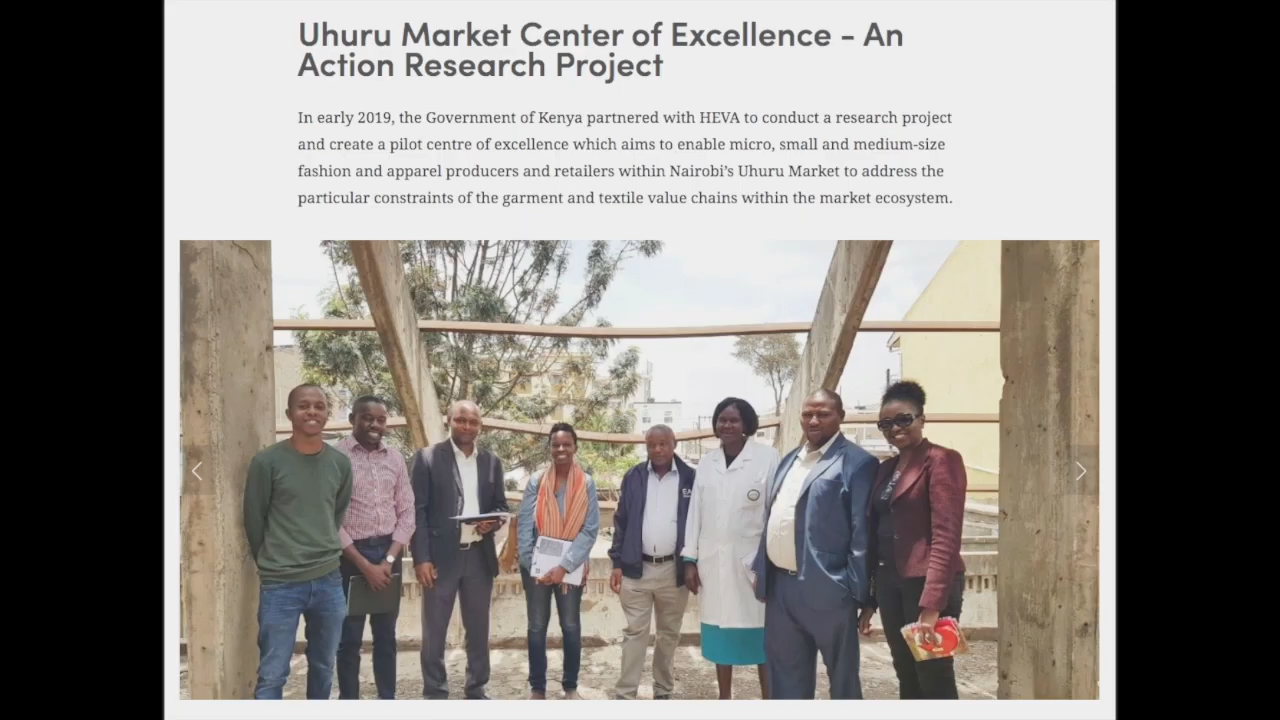 Uhuru Market Center of Excellence - An
Action Research Project
In early 2019, the Government of Kenya partnered with HEVA to conduct a research project
and create a pilot centre of excellence which aims to enable micro, small and medium-size
fashion and apparel producers and retailers within Nairobi’s Uhuru Market to address the
particular constraints of the garment and textile value chains within the market ecosystem.